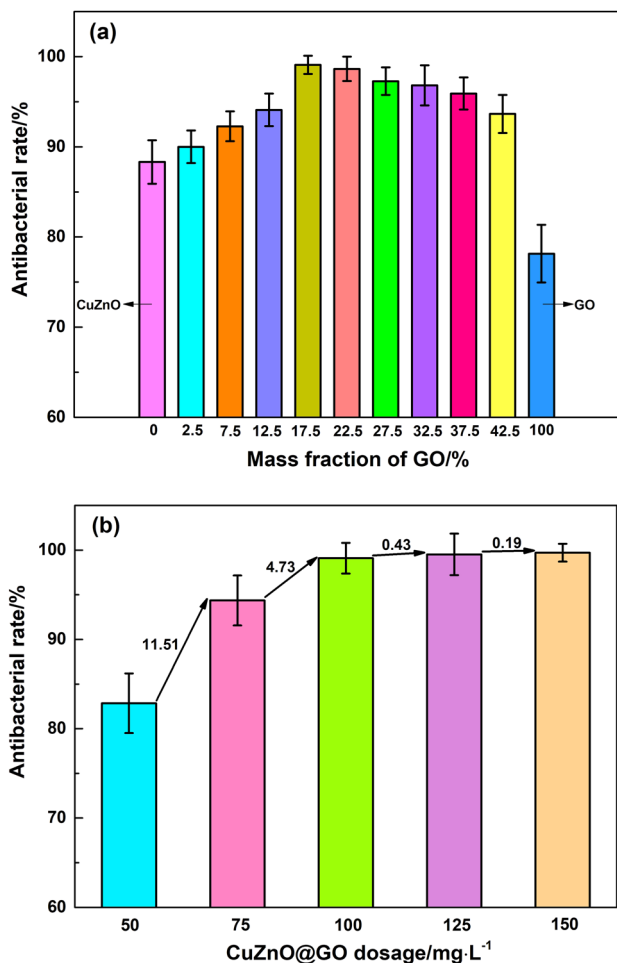 (a)
Antibacterial rate/%
100
90
80
70
60
CuZnO
GO
0 2.5 7.5 12.5 17.5 22.5 27.5 32.5 37.5 42.5 100
Mass fraction of GO/%
(b)
Antibacterial rate/%
100
90
80
70
60
11.51
4.73
0.43
0.19
50 75 100 125 150
CuZnO@GO dosage/mg·L⁻¹